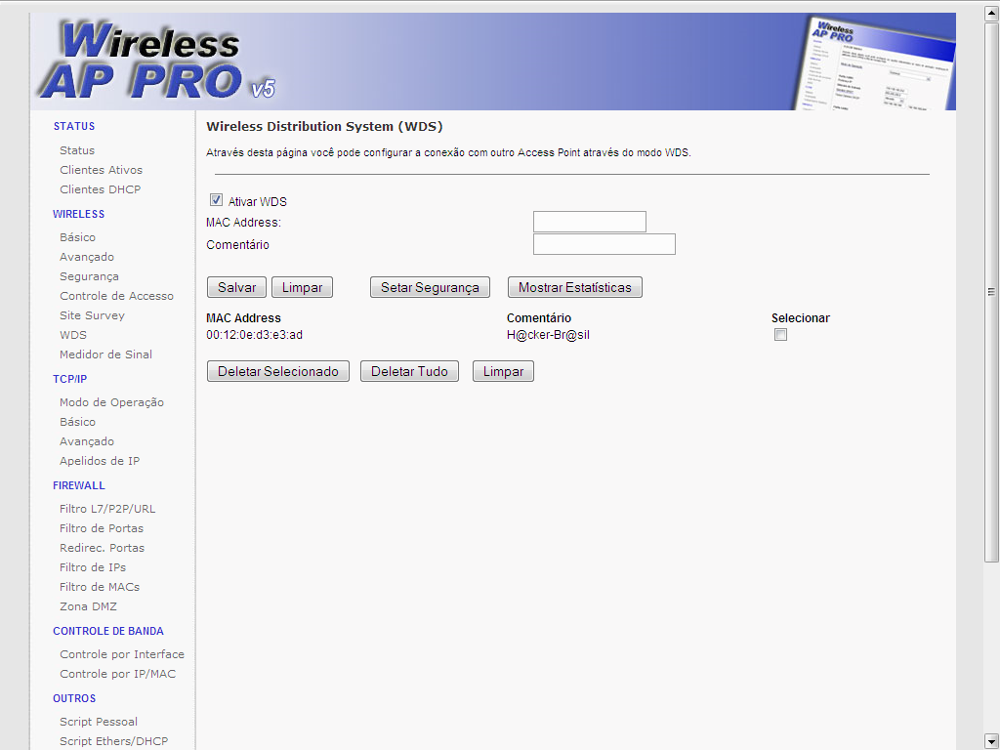 Wireless
AP PRO v5
Wireless
AP PRO
STATUS
Status
Clientes Ativos
Clientes DHCP
WIRELESS
Básico
Avançado
Segurança
Controle de Accesso
Site Survey
WDS
Medidor de Sinal
TCP/IP
Modo de Operação
Básico
Avançado
Apelidos de IP
FIREWALL
Filtro L7/P2P/URL
Filtro de Portas
Redirec. Portas
Filtro de IPs
Filtro de MACs
Zona DMZ
CONTROLE DE BANDA
Controle por Interface
Controle por IP/MAC
OUTROS
Script Pessoal
Script Ethers/DHCP
Wireless Distribution System (WDS)
Através desta página você pode configurar a conexão com outro Access Point através do modo WDS.
Ativar WDS
MAC Address:
Comentário
Salvar Limpar Setar Segurança Mostrar Estatísticas
MAC Address Comentário Selecionar
00:12:0e:d3:e3:ad H@cker-Br@sil
Deletar Selecionado Deletar Tudo Limpar